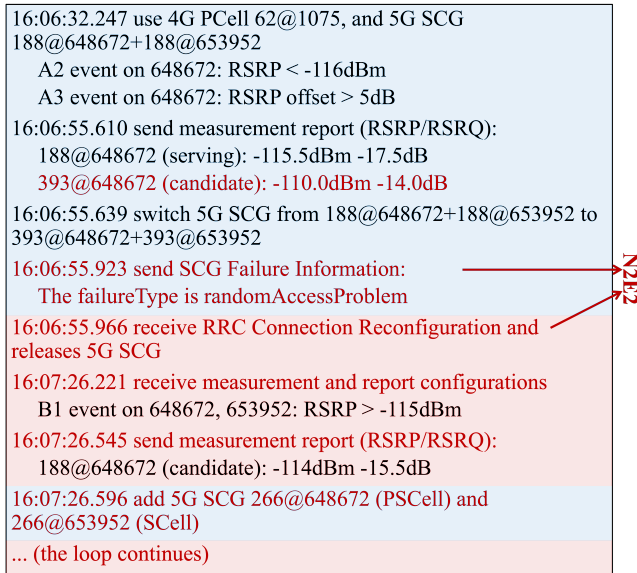 16:06:32.247 use 4G PCell 62@1075, and 5G SCG
188@648672+188@653952
A2 event on 648672: RSRP < -116dBm
A3 event on 648672: RSRP offset > 5dB
16:06:55.610 send measurement report (RSRP/RSRQ):
188@648672 (serving): -115.5dBm -17.5dB
393@648672 (candidate): -110.0dBm -14.0dB
16:06:55.639 switch 5G SCG from 188@648672+188@653952 to
393@648672+393@653952
16:06:55.923 send SCG Failure Information:
The failureType is randomAccessProblem
16:06:55.966 receive RRC Connection Reconfiguration and
releases 5G SCG
16:07:26.221 receive measurement and report configurations
B1 event on 648672, 653952: RSRP > -115dBm
16:07:26.545 send measurement report (RSRP/RSRQ):
188@648672 (candidate): -114dBm -15.5dB
16:07:26.596 add 5G SCG 266@648672 (PSCell) and
266@653952 (SCell)
... (the loop continues)
N2E2